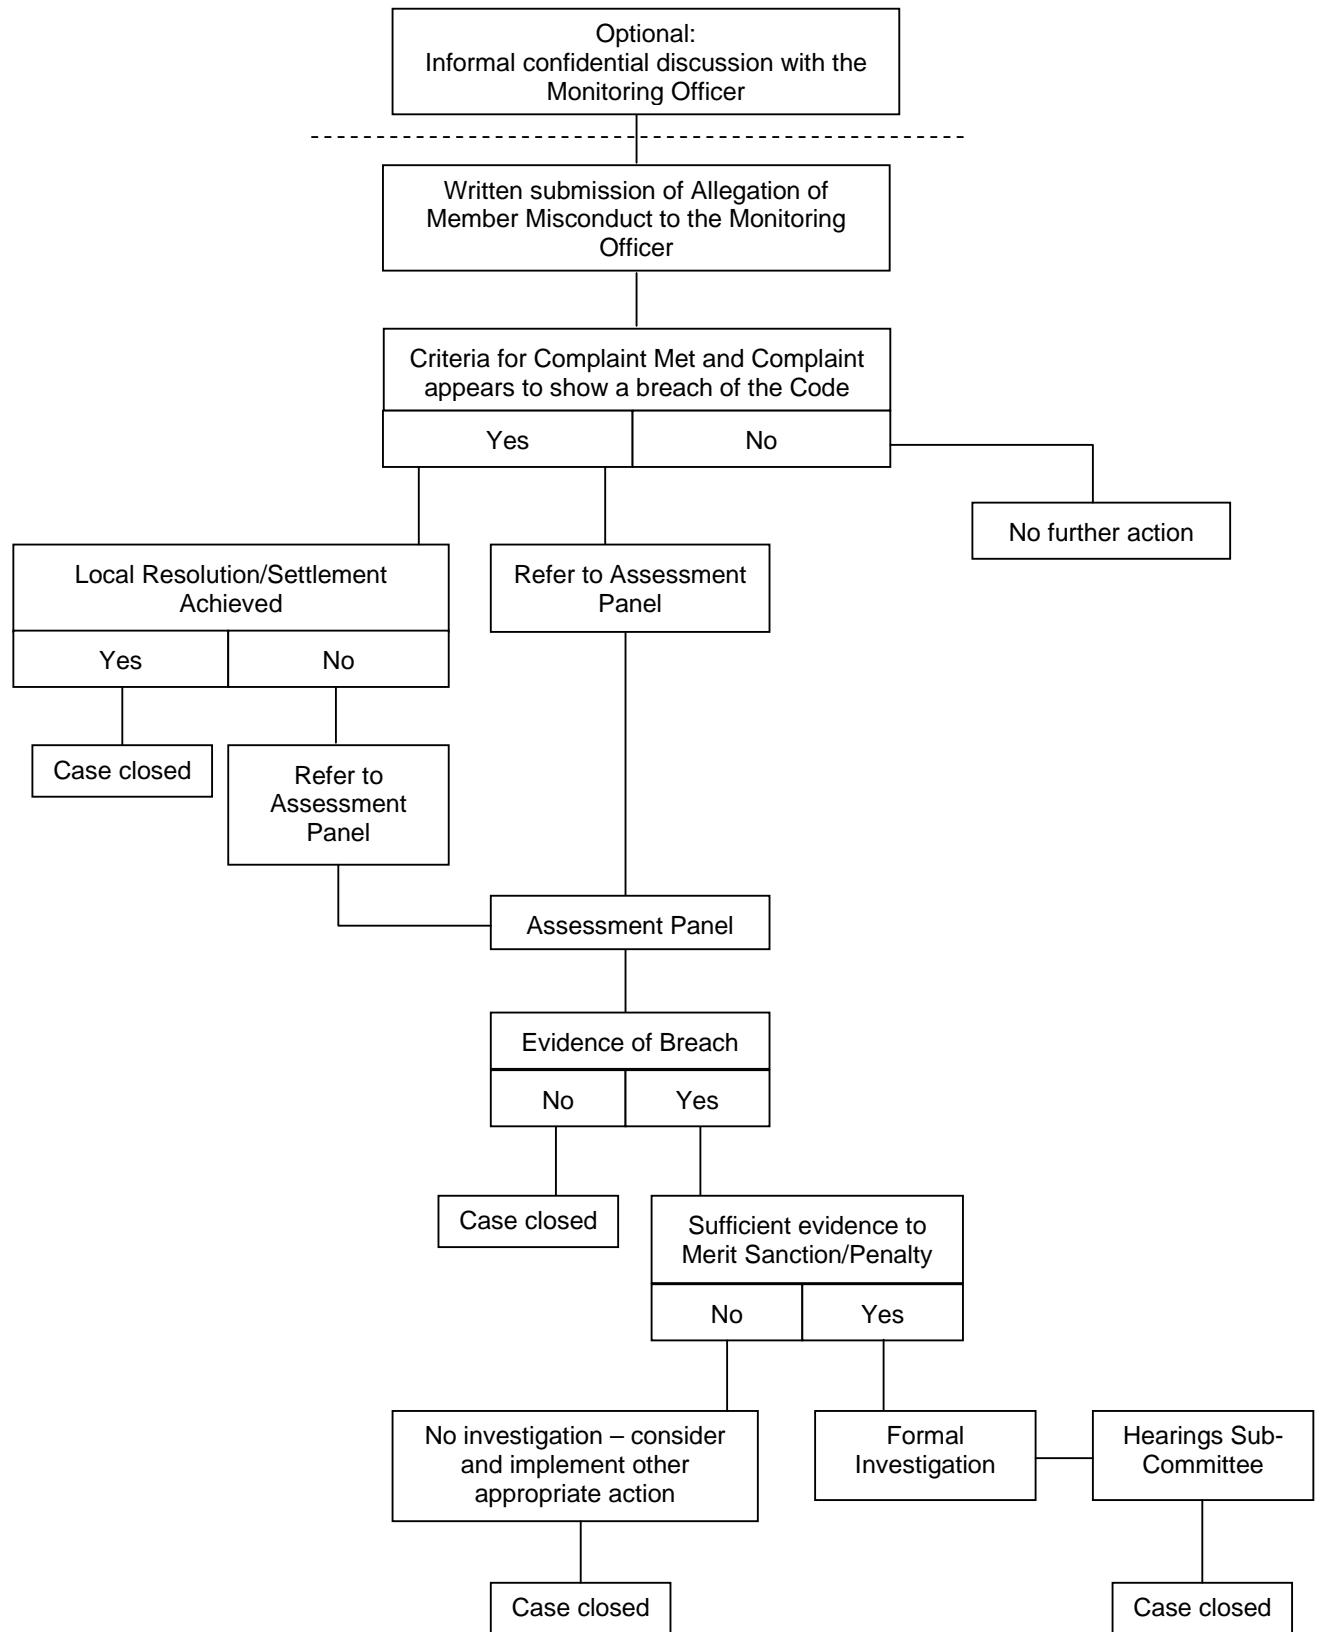 Optional:
Informal confidential discussion with the
Monitoring Officer
Written submission of Allegation of
Member Misconduct to the Monitoring
Officer
Criteria for Complaint Met and Complaint
appears to show a breach of the Code
Yes
No
No further action
Local Resolution/Settlement
Achieved
Yes
No
Refer to Assessment
Panel
Case closed
Refer to
Assessment
Panel
Assessment Panel
Evidence of Breach
No
Yes
Case closed
Sufficient evidence to
Merit Sanction/Penalty
No
Yes
No investigation – consider
and implement other
appropriate action
Formal
Investigation
Hearings Sub-
Committee
Case closed
Case closed